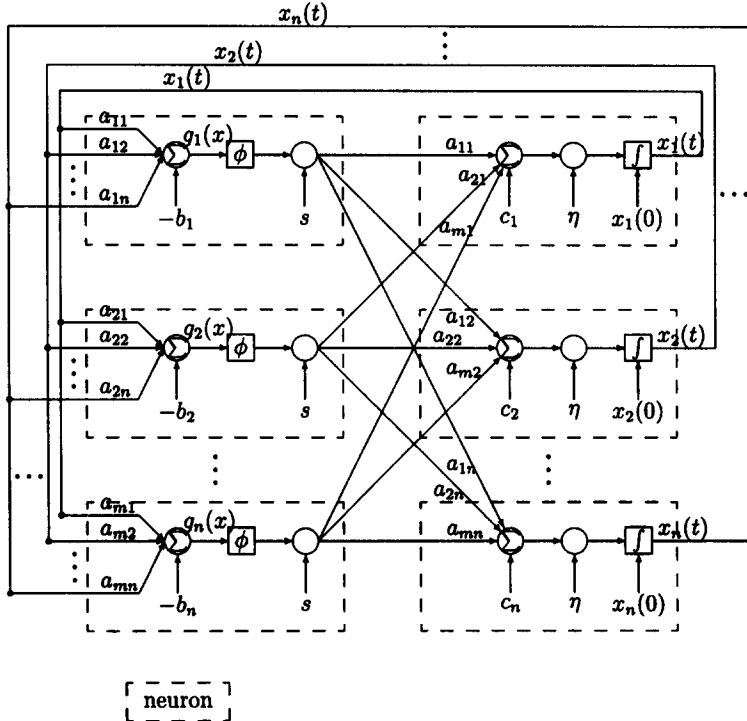 xₙ(t)
x₂(t)
x₁(t)
a₁₁ g₁(x) a₁₁ x₁(t)
a₁₂ Σ ϕ Σ ∫
a₂₁
a₁ₙ aₘ₁
−b₁ s c₁ η x₁(0)
a₂₁ g₂(x) a₁₂ x₂(t)
a₂₂ Σ ϕ a₂₂ Σ ∫
a₂ₙ aₘ₂
−b₂ s c₂ η x₂(0)
a₁ₙ
a₂ₙ
aₘ₁ gₙ(x) xₙ(t)
aₘ₂ Σ ϕ aₘₙ Σ ∫
aₘₙ
−bₙ s cₙ η xₙ(0)
neuron